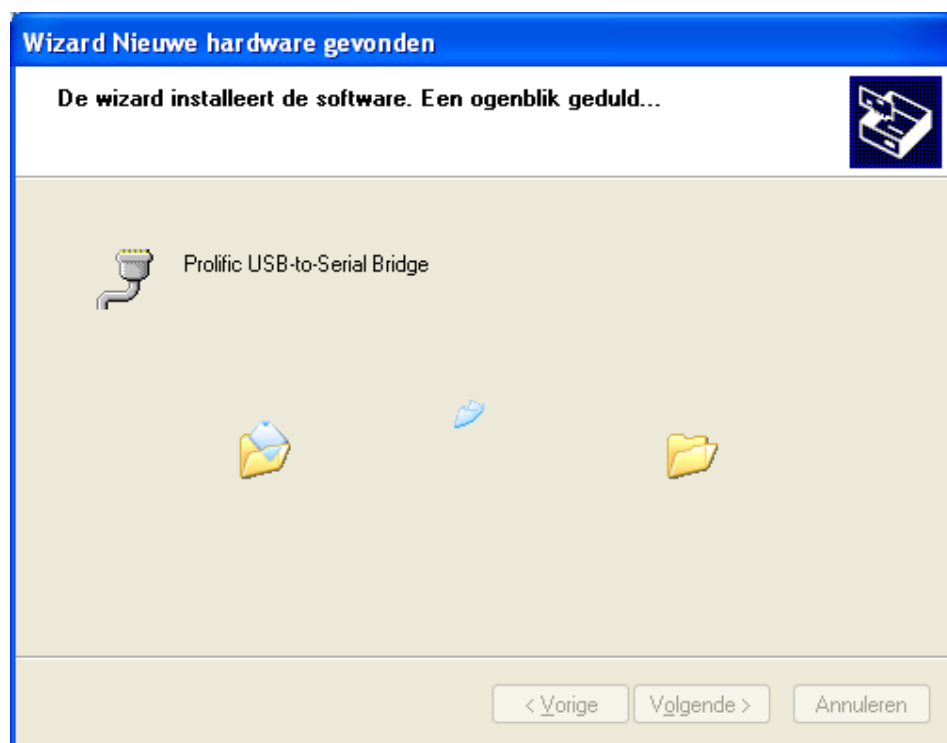 Wizard Nieuwe hardware gevonden
De wizard installeert de software. Een ogenblik geduld...
Prolific USB-to-Serial Bridge
< Vorige
Volgende >
Annuleren